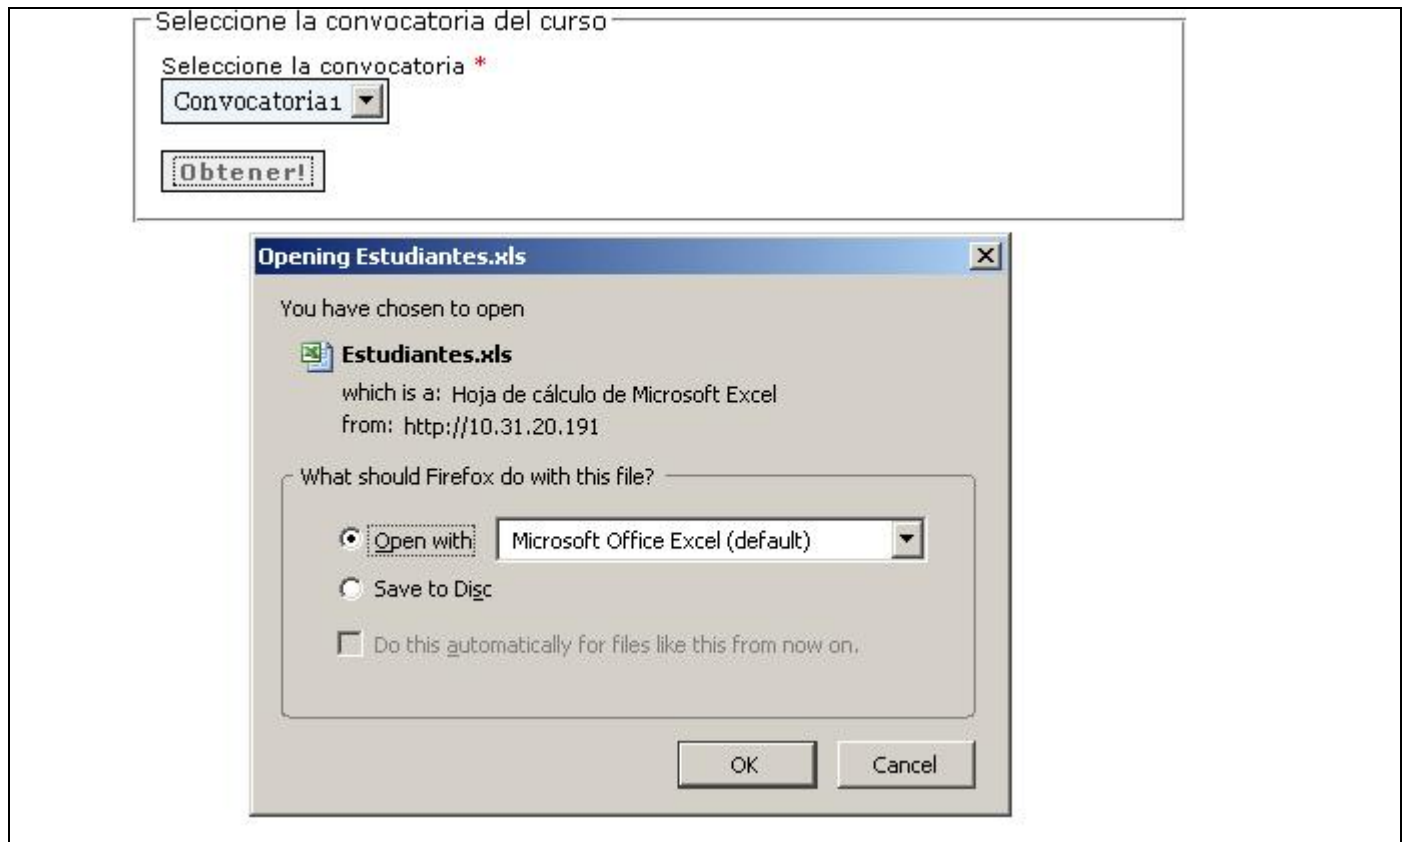 Seleccione la convocatoria del curso
Seleccione la convocatoria *
Convocatoria1
Obtener!
Opening Estudiantes.xls
You have chosen to open
Estudiantes.xls
which is a: Hoja de cálculo de Microsoft Excel
from: http://10.31.20.191
What should Firefox do with this file?
Open with Microsoft Office Excel (default)
Save to Disc
Do this automatically for files like this from now on.
OK Cancel